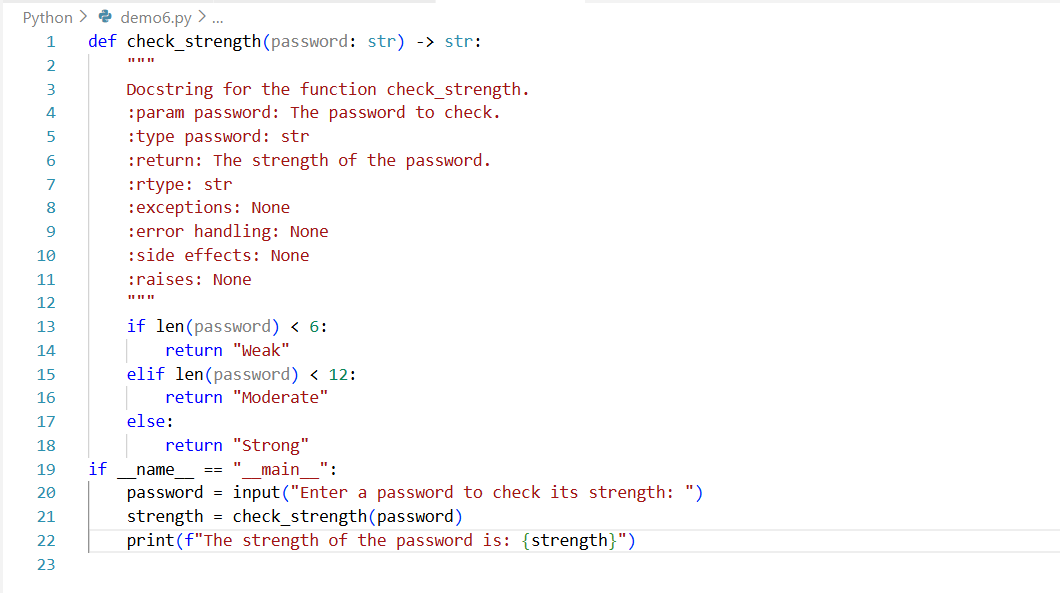 Python > demo6.py > ...
1 def check_strength(password: str) -> str:
2     """
3     Docstring for the function check_strength.
4     :param password: The password to check.
5     :type password: str
6     :return: The strength of the password.
7     :rtype: str
8     :exceptions: None
9     :error handling: None
10     :side effects: None
11     :raises: None
12     """
13     if len(password) < 6:
14         return "Weak"
15     elif len(password) < 12:
16         return "Moderate"
17     else:
18         return "Strong"
19 if __name__ == "__main__":
20     password = input("Enter a password to check its strength: ")
21     strength = check_strength(password)
22     print(f"The strength of the password is: {strength}")
23